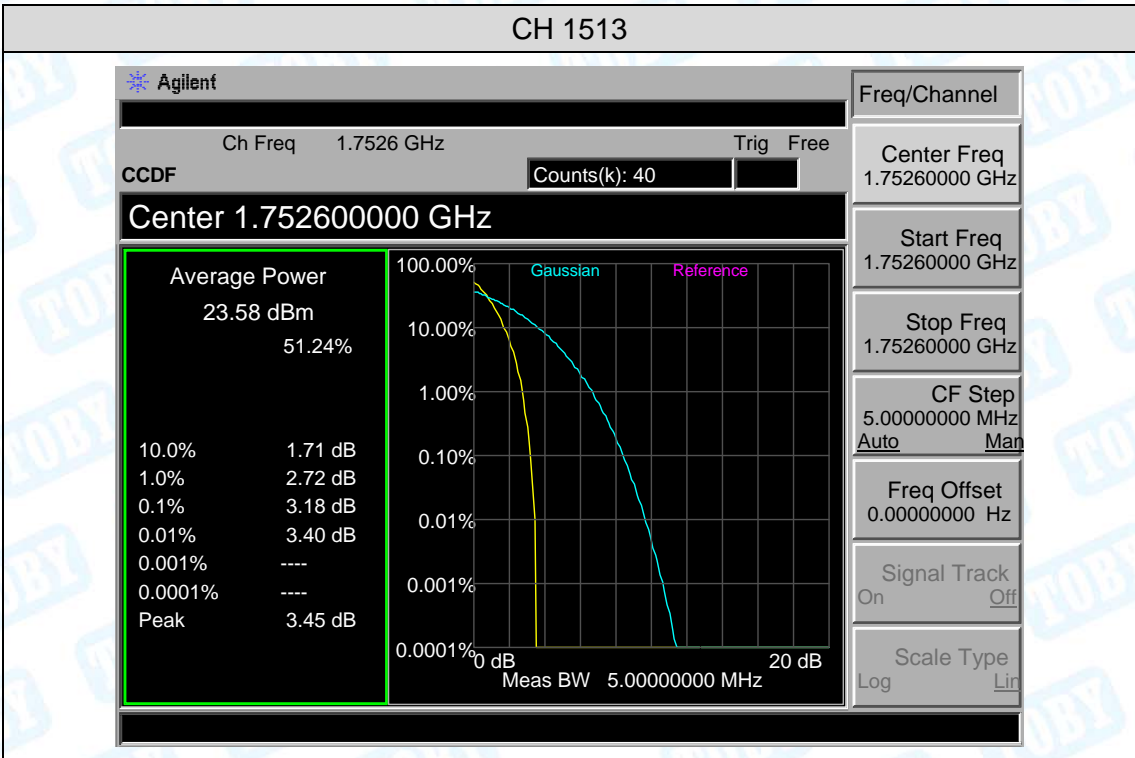 CH 1513
Agilent
Ch Freq 1.7526 GHz Trig Free
CCDF Counts(k): 40
Center 1.752600000 GHz
Average Power
23.58 dBm
51.24%
10.0% 1.71 dB
1.0% 2.72 dB
0.1% 3.18 dB
0.01% 3.40 dB
0.001% ----
0.0001% ----
Peak 3.45 dB
Gaussian Reference
100.00%
10.00%
1.00%
0.10%
0.01%
0.001%
0.0001%
0 dB 20 dB
Meas BW 5.00000000 MHz
Freq/Channel
Center Freq
1.75260000 GHz
Start Freq
1.75260000 GHz
Stop Freq
1.75260000 GHz
CF Step
5.00000000 MHz
Auto Man
Freq Offset
0.00000000 Hz
Signal Track
On Off
Scale Type
Log Lin
TOBY